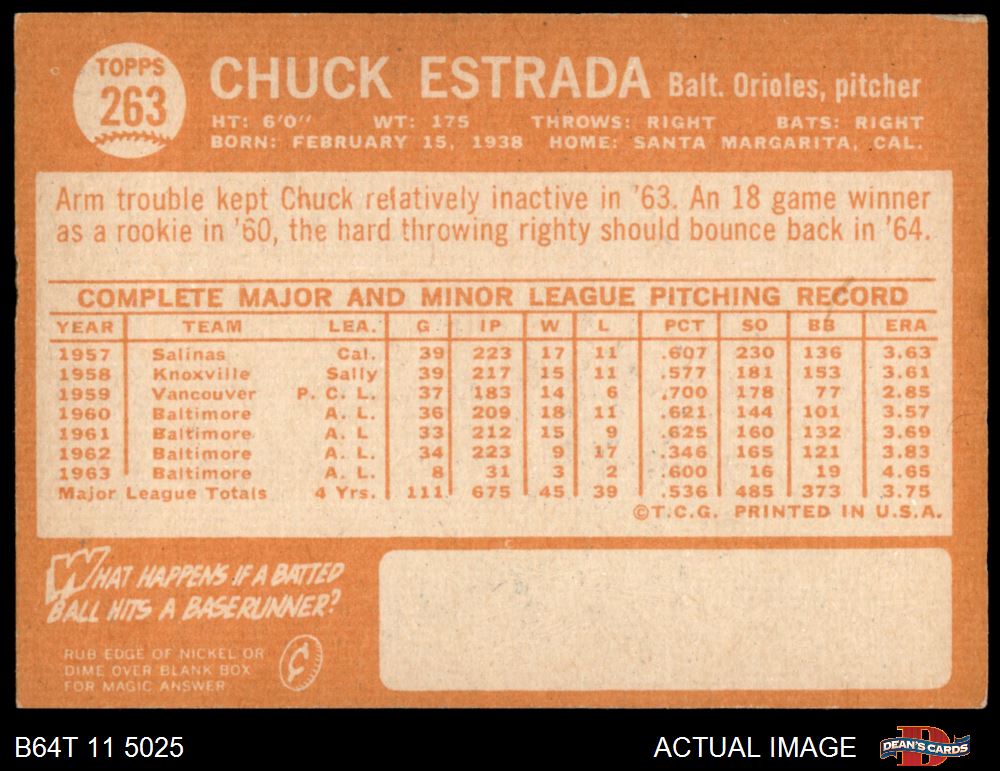 TOPPS
263
CHUCK ESTRADA Balt. Orioles, pitcher
HT: 6'0" WT: 175 THROWS: RIGHT BATS: RIGHT
BORN: FEBRUARY 15, 1938 HOME: SANTA MARGARITA, CAL.
Arm trouble kept Chuck relatively inactive in '63. An 18 game winner
as a rookie in '60, the hard throwing righty should bounce back in '64.
COMPLETE MAJOR AND MINOR LEAGUE PITCHING RECORD
YEAR TEAM LEA. G IP W L PCT SO BB ERA
1957 Salinas Cal. 39 223 17 11 .607 230 136 3.63
1958 Knoxville Sally 39 217 15 11 .577 181 153 3.61
1959 Vancouver P. C. L. 37 183 14 6 .700 178 77 2.85
1960 Baltimore A. L. 36 209 18 11 .621 144 101 3.57
1961 Baltimore A. L 33 212 15 9 .625 160 132 3.69
1962 Baltimore A. L. 34 223 9 17 .346 165 121 3.83
1963 Baltimore A. L. 8 31 3 2 .600 16 19 4.65
Major League Totals 4 Yrs. 111 675 45 39 .536 485 373 3.75
©T.C.G. PRINTED IN U.S.A.
WHAT HAPPENS IF A BATTED
BALL HITS A BASERUNNER?
RUB EDGE OF NICKEL OR
DIME OVER BLANK BOX
FOR MAGIC ANSWER
B64T 11 5025 ACTUAL IMAGE DEAN'S CARDS